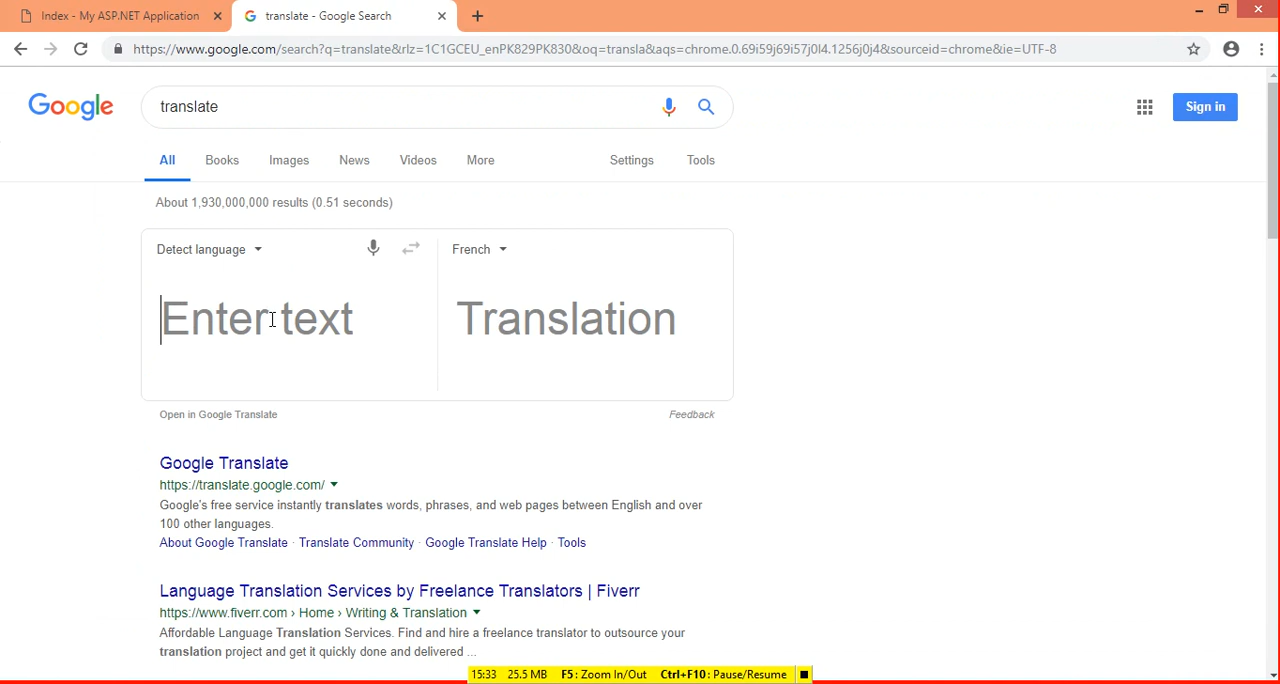 Index - My ASP.NET Application
translate - Google Search
https://www.google.com/search?q=translate&rlz=1C1GCEU_enPK829PK830&oq=transla&aqs=chrome.0.69i59j69i57j0l4.1256j0j4&sourceid=chrome&ie=UTF-8
Google
translate
Sign in
All Books Images News Videos More Settings Tools
About 1,930,000,000 results (0.51 seconds)
Detect language French
Enter text Translation
Open in Google Translate Feedback
Google Translate
https://translate.google.com/
Google's free service instantly translates words, phrases, and web pages between English and over
100 other languages.
About Google Translate · Translate Community · Google Translate Help · Tools
Language Translation Services by Freelance Translators | Fiverr
https://www.fiverr.com › Home › Writing & Translation
Affordable Language Translation Services. Find and hire a freelance translator to outsource your
translation project and get it quickly done and delivered ...
15:33 25.5 MB F5: Zoom In/Out Ctrl+F10: Pause/Resume